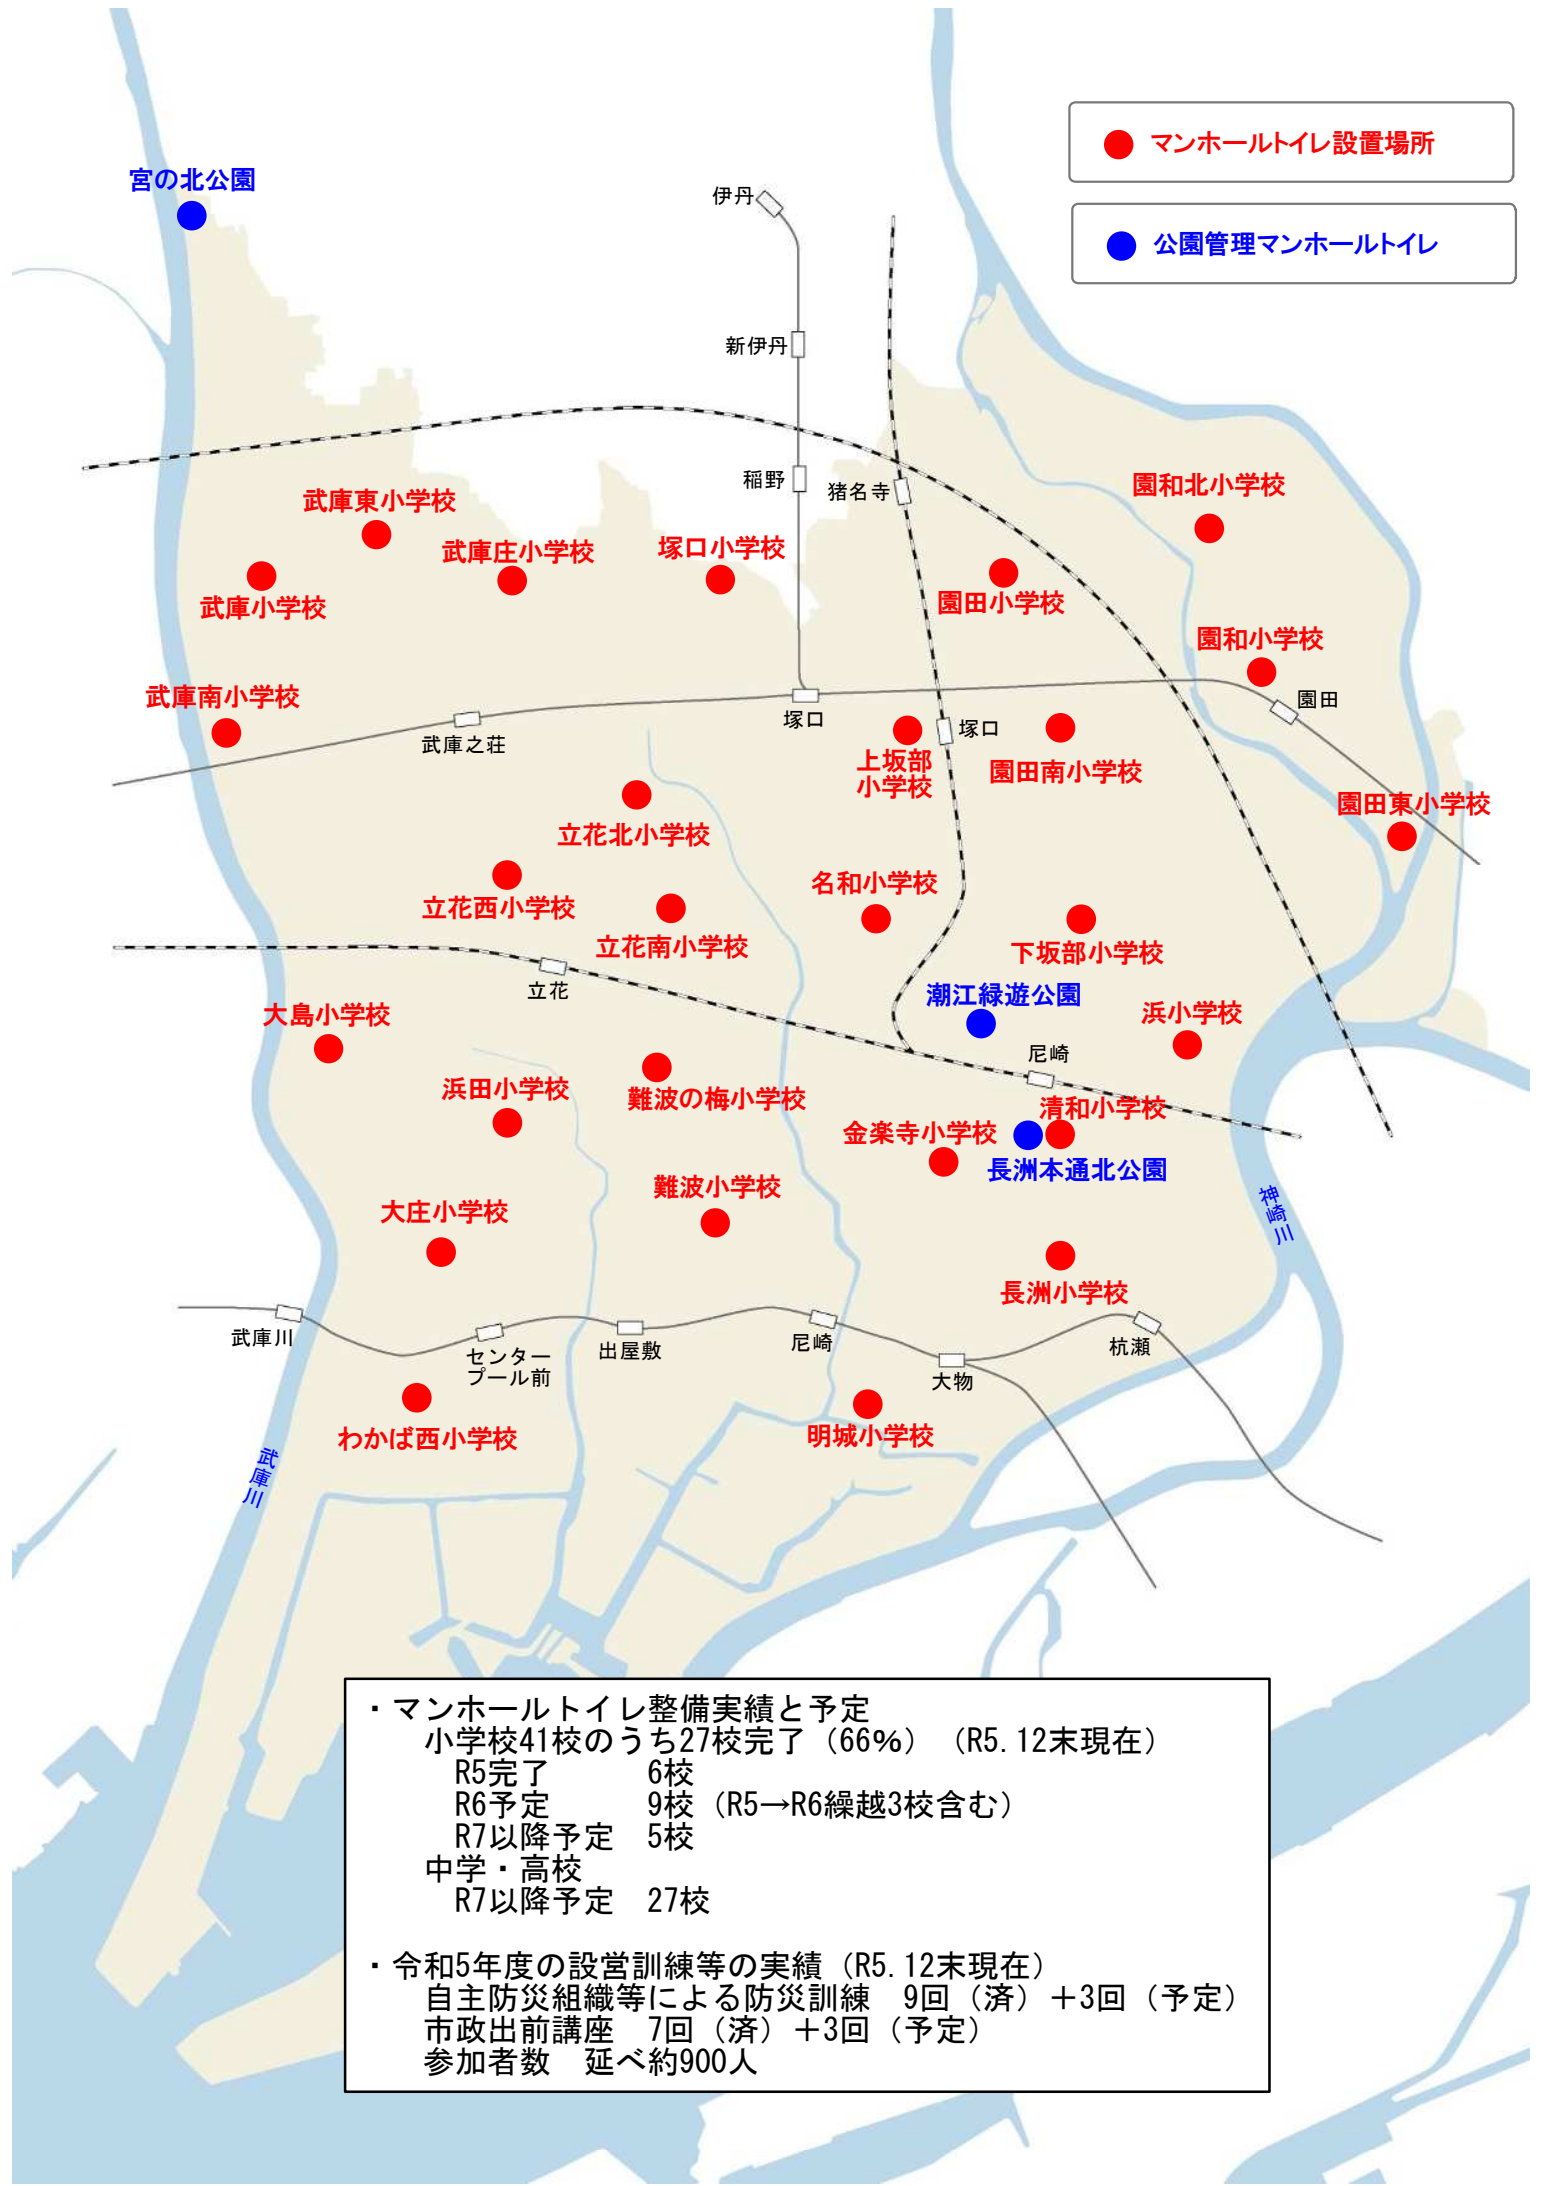 マンホールトイレ設置場所
公園管理マンホールトイレ
宮の北公園
伊丹
新伊丹
稲野
猪名寺
園和北小学校
武庫東小学校
武庫庄小学校
塚口小学校
武庫小学校
園田小学校
園和小学校
武庫南小学校
園田
武庫之荘
塚口
塚口
上坂部
小学校
園田南小学校
園田東小学校
立花北小学校
名和小学校
立花西小学校
立花南小学校
下坂部小学校
立花
潮江緑遊公園
大島小学校
浜小学校
尼崎
浜田小学校
難波の梅小学校
清和小学校
金楽寺小学校
長洲本通北公園
難波小学校
大庄小学校
神崎川
長洲小学校
武庫川
センター
プール前
出屋敷
尼崎
大物
杭瀬
わかば西小学校
明城小学校
武庫川
・マンホールトイレ整備実績と予定
小学校41校のうち27校完了（66%）（R5.12末現在）
R5完了　　　6校
R6予定　　　9校（R5→R6繰越3校含む）
R7以降予定　5校
中学・高校
R7以降予定　27校
・令和5年度の設営訓練等の実績（R5.12末現在）
自主防災組織等による防災訓練　9回（済）＋3回（予定）
市政出前講座　7回（済）＋3回（予定）
参加者数　延べ約900人